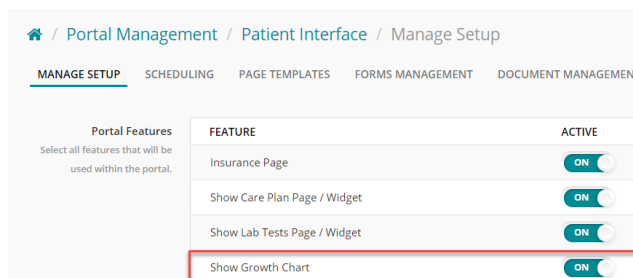 / Portal Management / Patient Interface / Manage Setup
MANAGE SETUP SCHEDULING PAGE TEMPLATES FORMS MANAGEMENT DOCUMENT MANAGEMEN
Portal Features
Select all features that will be
used within the portal.
FEATURE ACTIVE
Insurance Page ON
Show Care Plan Page / Widget ON
Show Lab Tests Page / Widget ON
Show Growth Chart ON